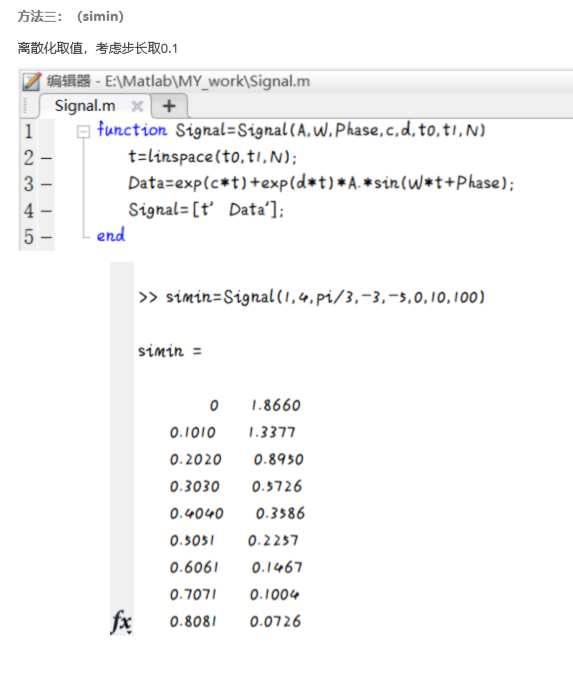 方法三：（simin）
离散化取值，考虑步长取0.1
编辑器 - E:\Matlab\MY_work\Signal.m
Signal.m × +
1 function Signal=Signal(A,W,Phase,c,d,t0,t1,N)
2 — t=linspace(t0,t1,N);
3 — Data=exp(c*t)+exp(d*t)*A.*sin(W*t+Phase);
4 — Signal=[t' Data'];
5 — end
>> simin=Signal(1,4,pi/3,-3,-5,0,10,100)
simin =
0 1.8660
0.1010 1.3377
0.2020 0.8950
0.3030 0.5726
0.4040 0.3586
0.5051 0.2257
0.6061 0.1467
0.7071 0.1004
fx 0.8081 0.0726